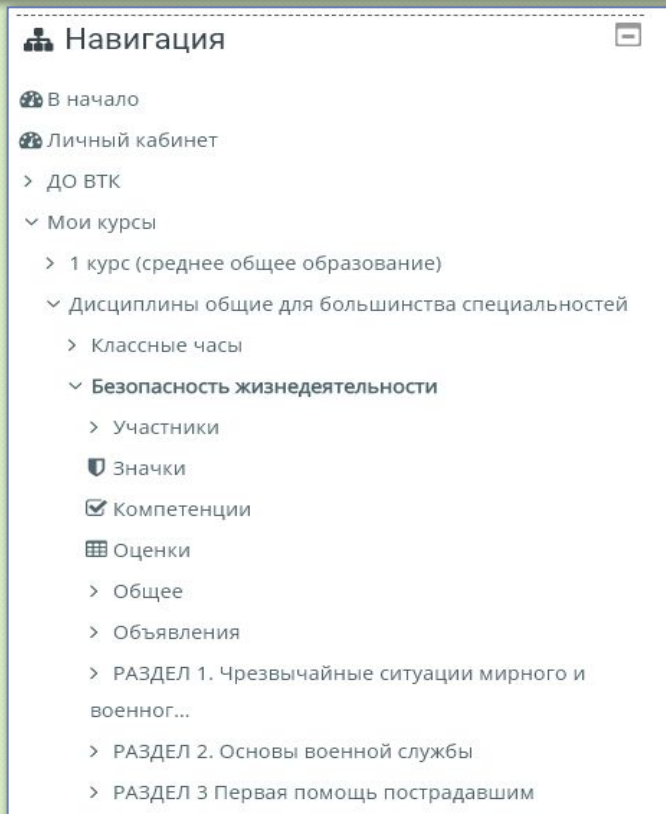 Навигация
В начало
Личный кабинет
ДО ВТК
Мои курсы
1 курс (среднее общее образование)
Дисциплины общие для большинства специальностей
Классные часы
Безопасность жизнедеятельности
Участники
Значки
Компетенции
Оценки
Общее
Объявления
РАЗДЕЛ 1. Чрезвычайные ситуации мирного и
военног...
РАЗДЕЛ 2. Основы военной службы
РАЗДЕЛ 3 Первая помощь пострадавшим